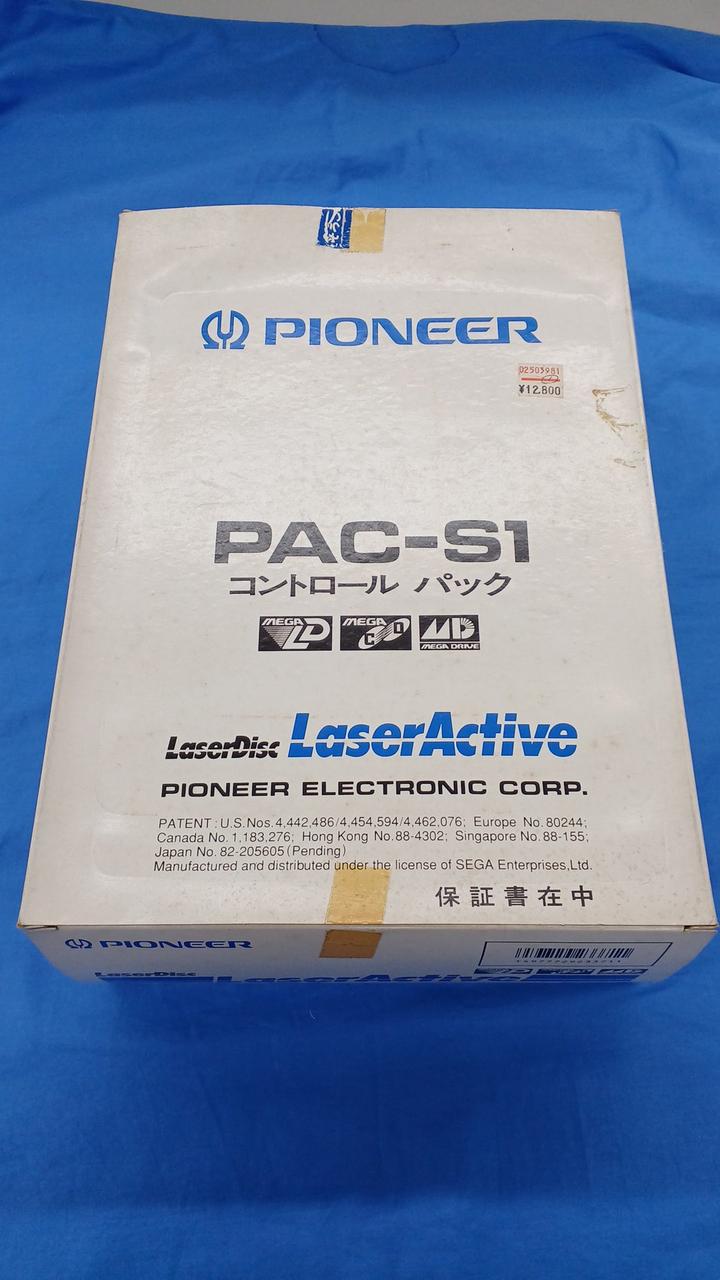 PIONEER
02503981
¥12,800
PAC-S1
コントロール パック
MEGA LD
MEGA CD
MD
MEGA DRIVE
LaserDisc LaserActive
PIONEER ELECTRONIC CORP.
PATENT : U.S.Nos.4,442,486/4,454,594/4,462,076; Europe No.80244;
Canada No.1,183,276; Hong Kong No.88-4302; Singapore No.88-155;
Japan No.82-205605(Pending)
Manufactured and distributed under the license of SEGA Enterprises,Ltd.
保証書在中
PIONEER
LaserDisc LaserActive